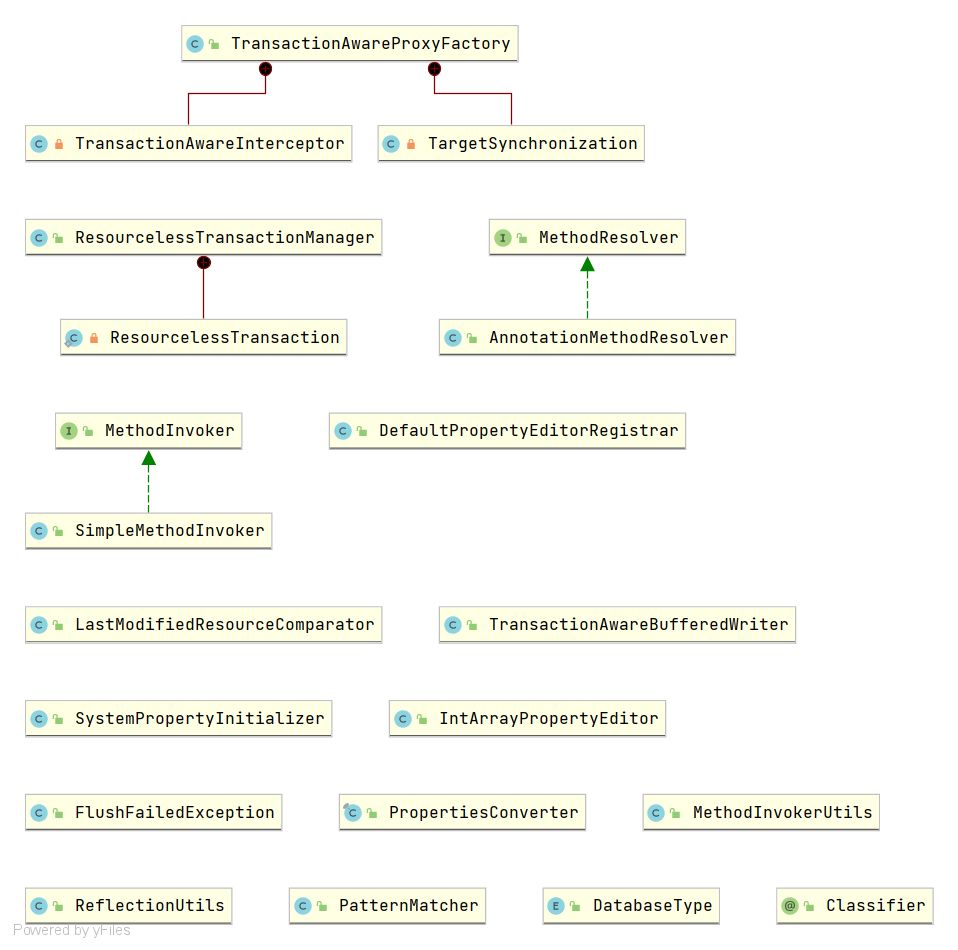 TransactionAwareProxyFactory
TransactionAwareInterceptor
TargetSynchronization
ResourcelessTransactionManager
MethodResolver
ResourcelessTransaction
AnnotationMethodResolver
MethodInvoker
DefaultPropertyEditorRegistrar
SimpleMethodInvoker
LastModifiedResourceComparator
TransactionAwareBufferedWriter
SystemPropertyInitializer
IntArrayPropertyEditor
FlushFailedException
PropertiesConverter
MethodInvokerUtils
ReflectionUtils
PatternMatcher
DatabaseType
Classifier
Powered by yFiles